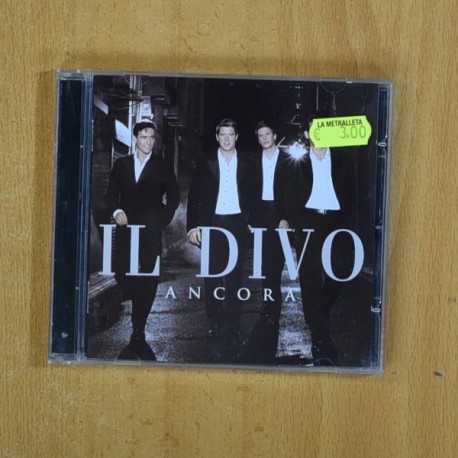 LA METRALLETA
€ 3.00
IL DIVO
ANCORA